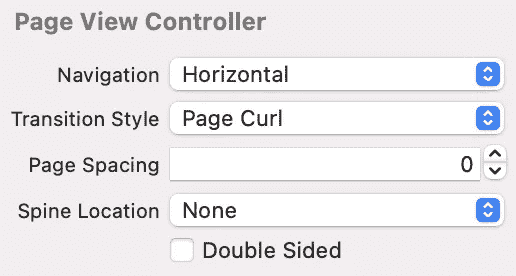 Page View Controller
Navigation Horizontal
Transition Style Page Curl
Page Spacing 0
Spine Location None
Double Sided